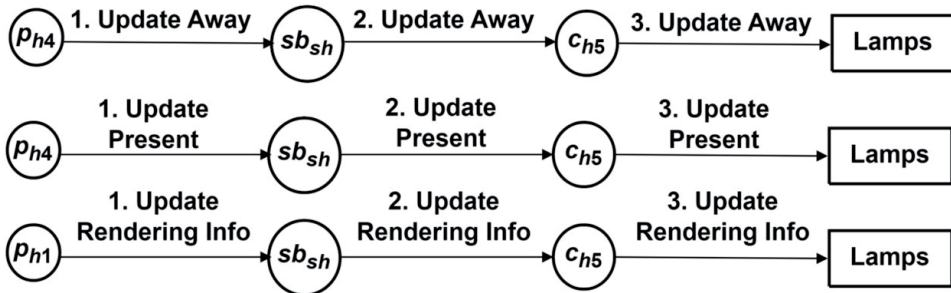 1. Update Away 2. Update Away 3. Update Away
p_h4 sb_sh c_h5 Lamps
1. Update 2. Update 3. Update
Present Present Present
p_h4 sb_sh c_h5 Lamps
1. Update 2. Update 3. Update
Rendering Info Rendering Info Rendering Info
p_h1 sb_sh c_h5 Lamps